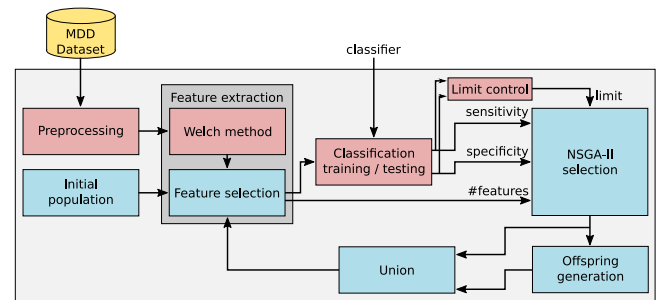 MDD
Dataset
classifier
Feature extraction
Limit control
limit
Preprocessing
Welch method
sensitivity
Classification
training / testing
specificity
NSGA-II
selection
Initial
population
Feature selection
#features
Union
Offspring
generation